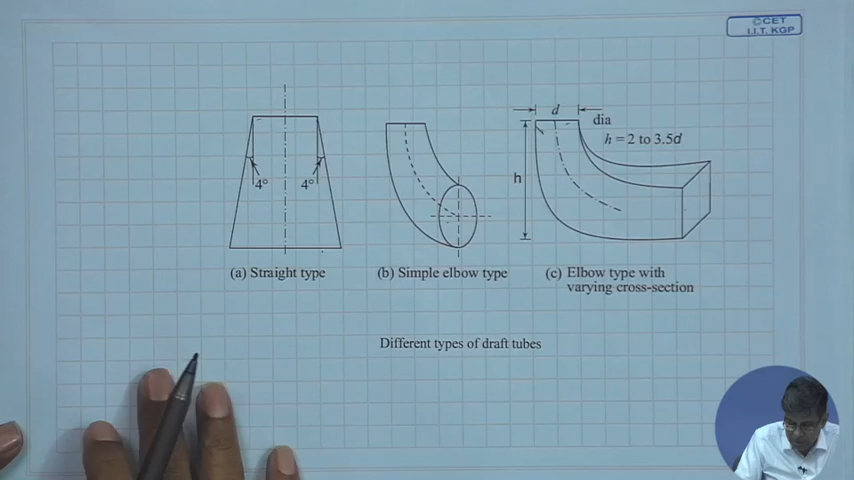 ©CET
I.I.T. KGP
d
dia
h = 2 to 3.5d
h
4°
4°
(a) Straight type
(b) Simple elbow type
(c) Elbow type with
varying cross-section
Different types of draft tubes